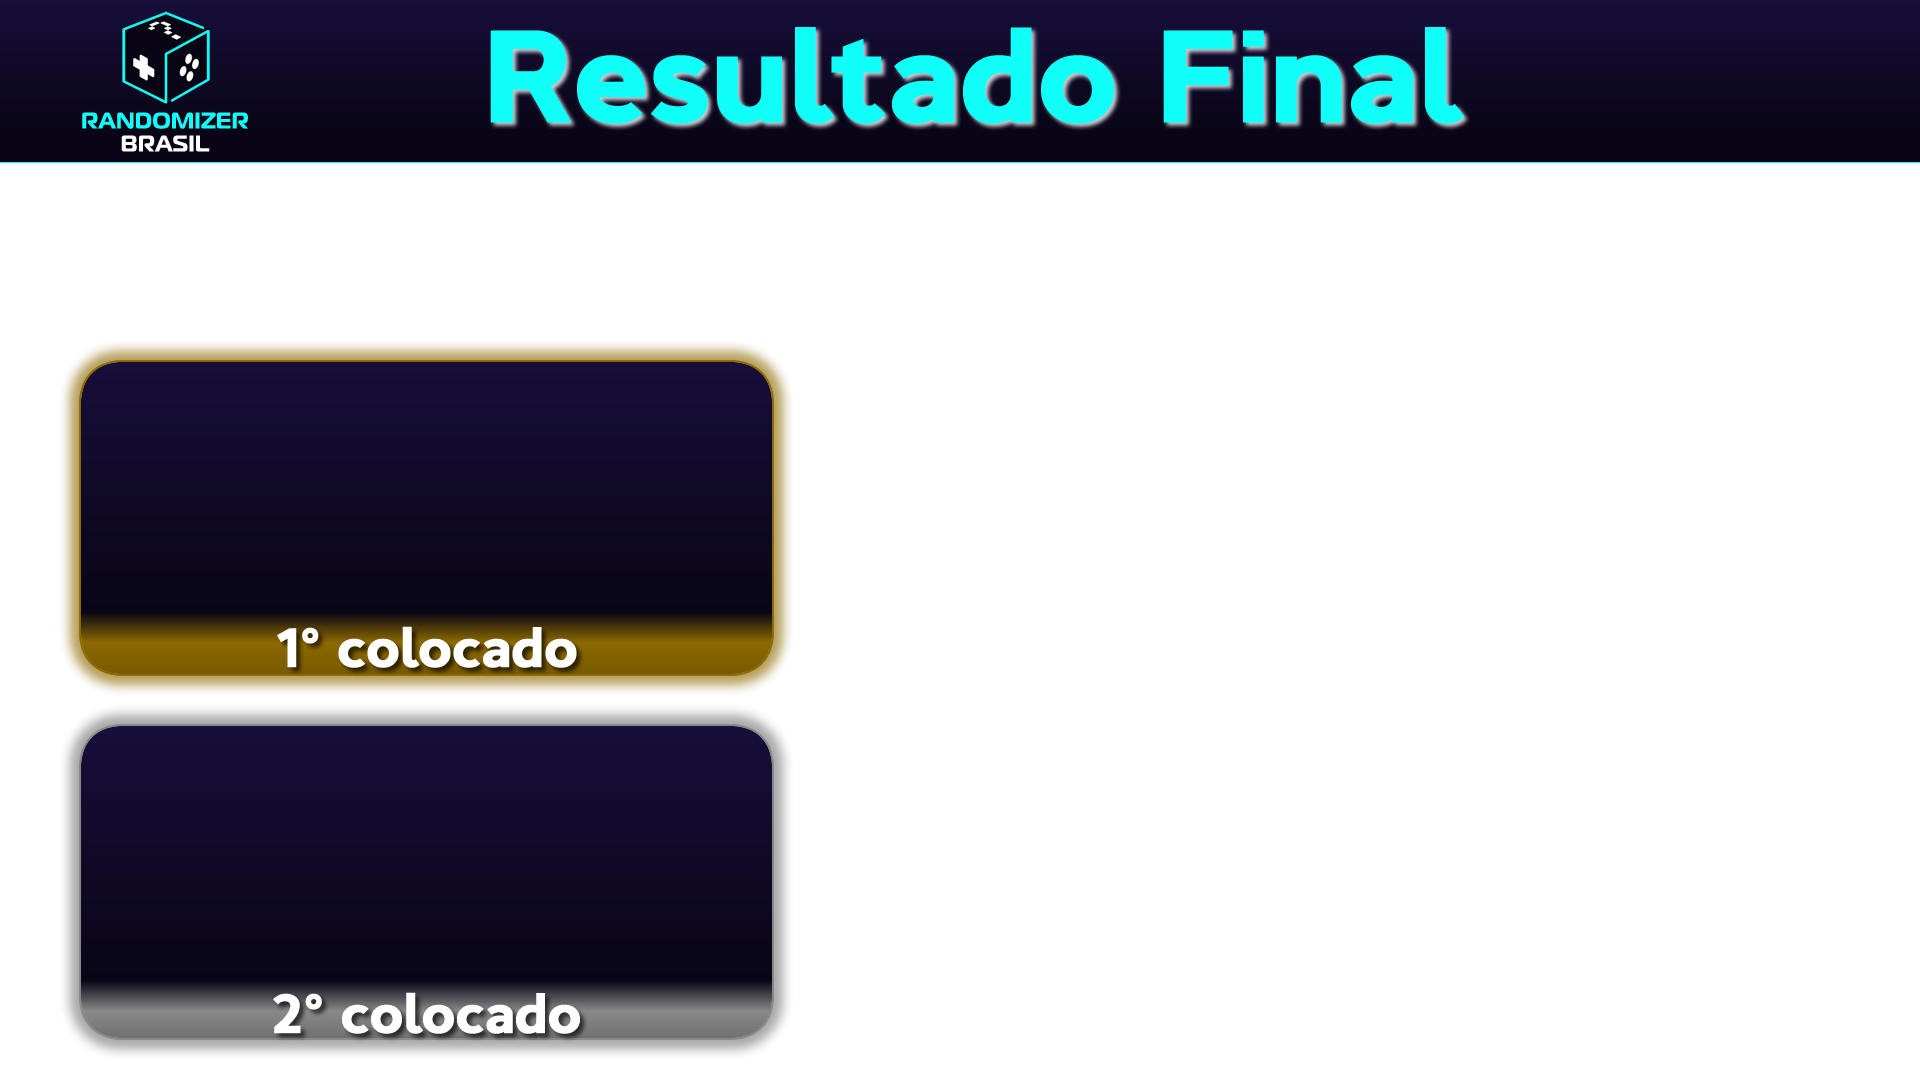 RANDOMIZER
BRASIL
Resultado Final
1° colocado
2° colocado